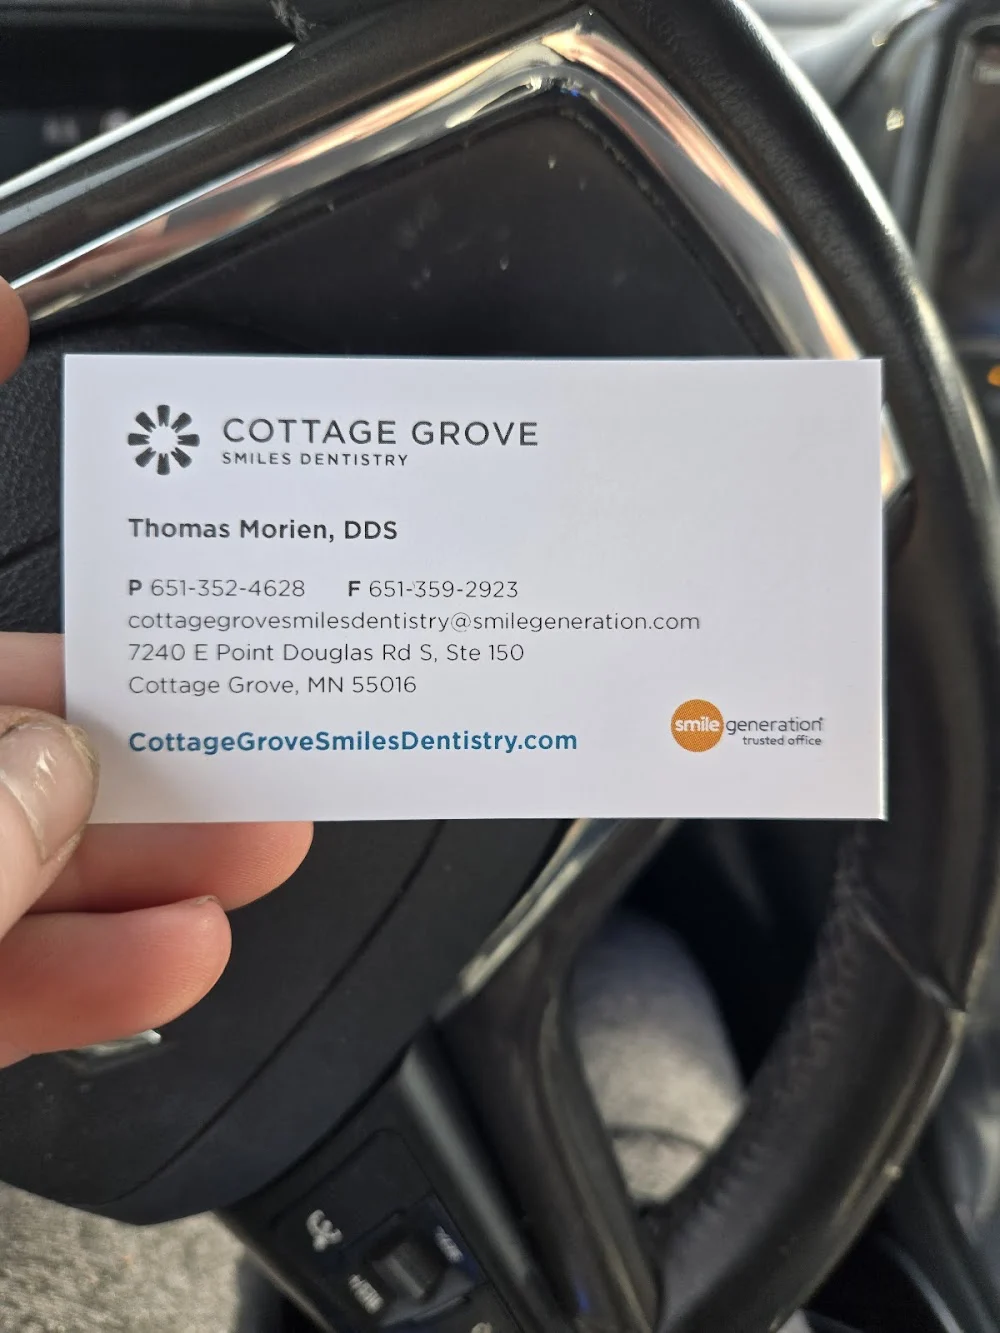 COTTAGE GROVE
SMILES DENTISTRY
Thomas Morien, DDS
P 651-352-4628 F 651-359-2923
cottagegrovesmilesdentistry@smilegeneration.com
7240 E Point Douglas Rd S, Ste 150
Cottage Grove, MN 55016
CottageGroveSmilesDentistry.com
smile generation®
trusted office